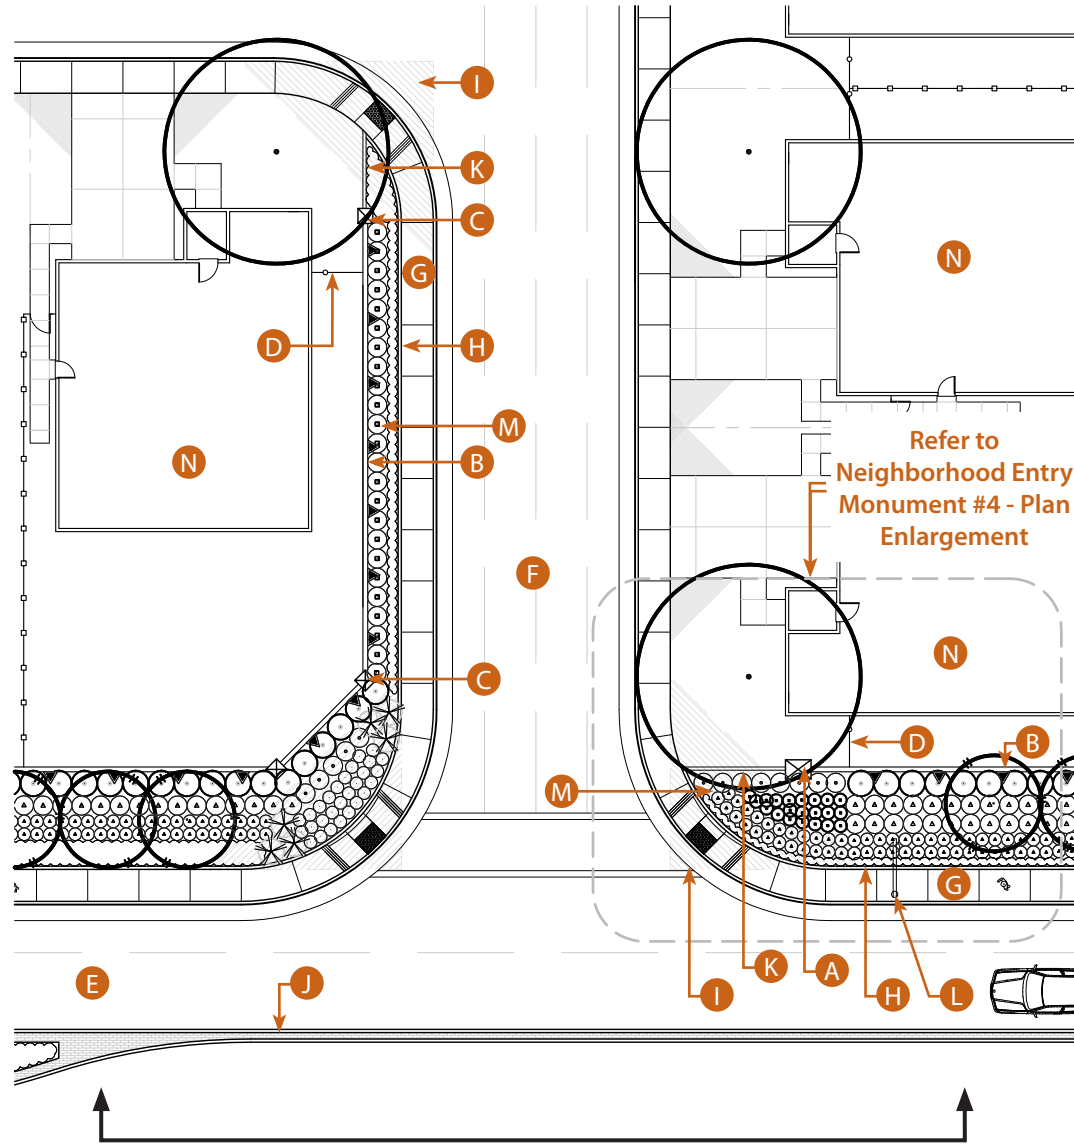 I
K
C
G
D
H
M
B
N
N
Refer to
Neighborhood Entry
Monument #4 - Plan
Enlargement
F
N
C
D
B
M
G
K
A
I
H
L
E
J